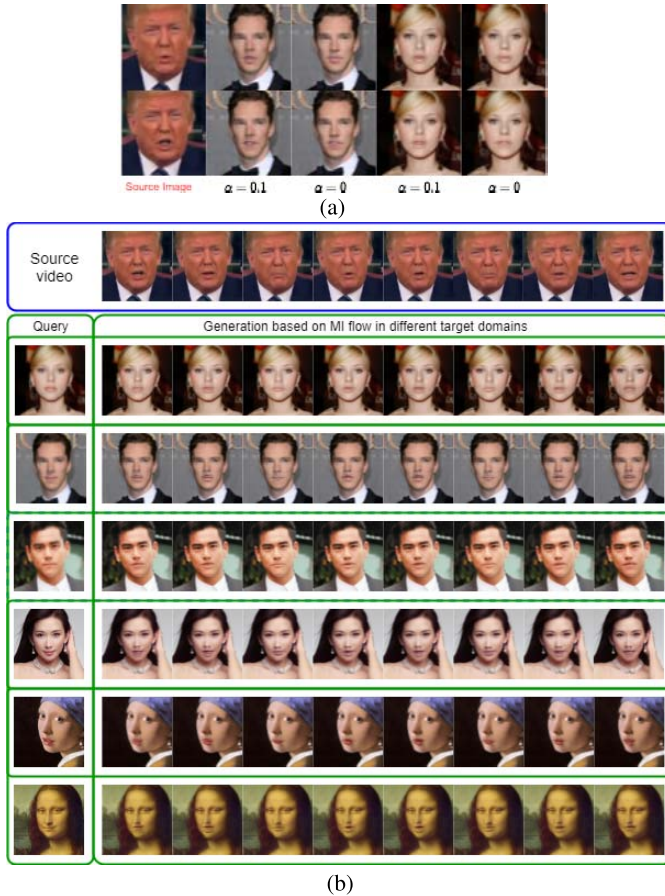 Source Image α = 0.1 α = 0 α = 0.1 α = 0
(a)
Source
video
Query Generation based on MI flow in different target domains
(b)